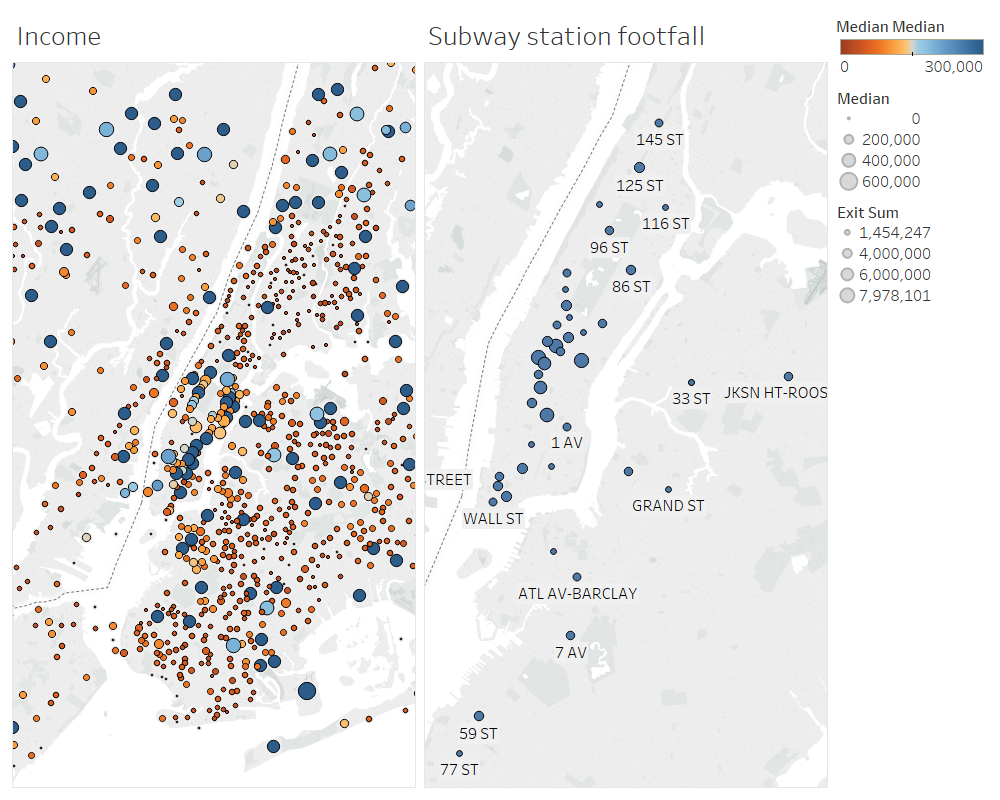 Income
Subway station footfall
Median Median
0 300,000
Median
0
200,000
400,000
600,000
Exit Sum
1,454,247
4,000,000
6,000,000
7,978,101
145 ST
125 ST
116 ST
96 ST
86 ST
33 ST
JKSN HT-ROOS
1 AV
TREET
GRAND ST
WALL ST
ATL AV-BARCLAY
7 AV
59 ST
77 ST